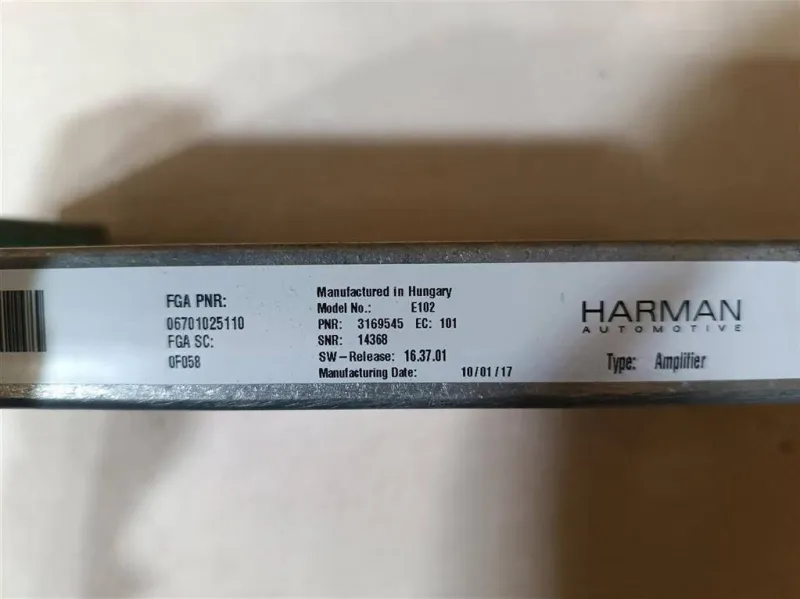 FGA PNR:
06701025110
FGA SC:
0F058
Manufactured in Hungary
Model No.: E102
PNR: 3169545 EC: 101
SNR: 14368
SW-Release: 16.37.01
Manufacturing Date: 10/01/17
HARMAN
AUTOMOTIVE
Type: Amplifier